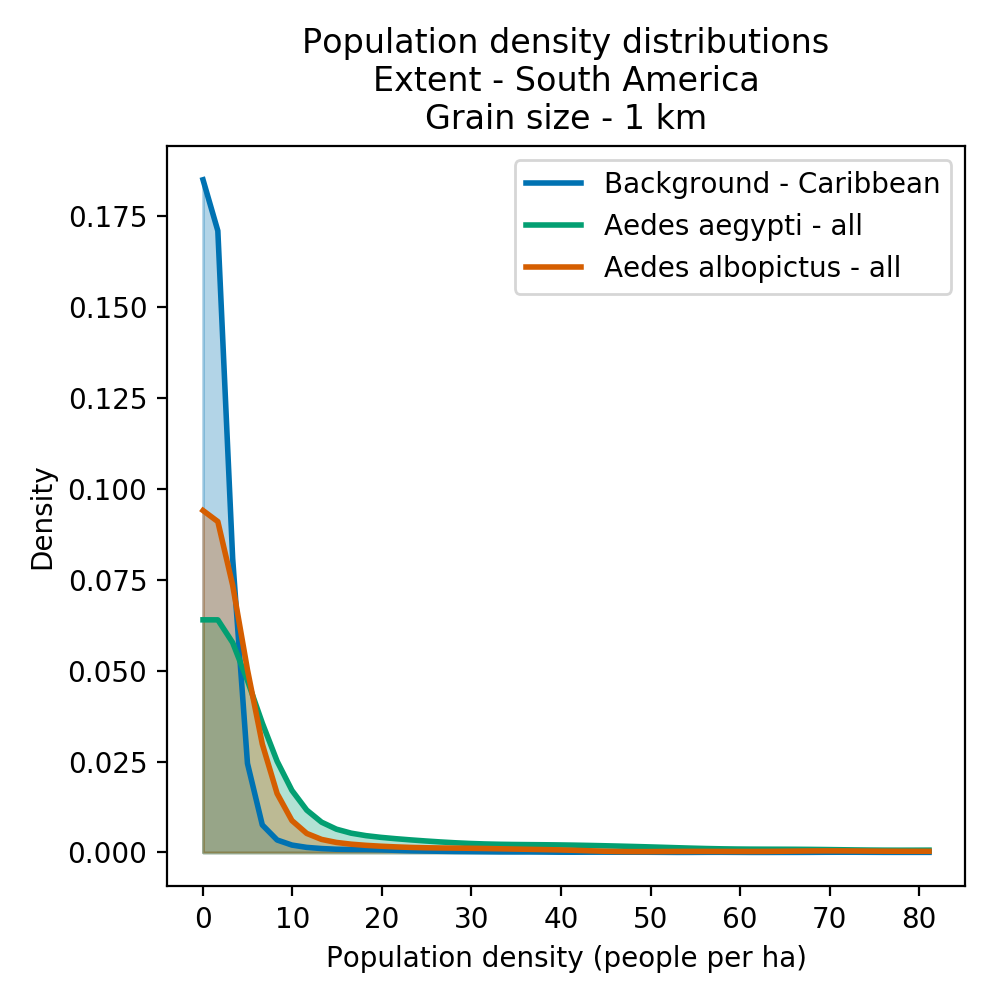 Population density distributions
Extent - South America
Grain size - 1 km
Background - Caribbean
Aedes aegypti - all
Aedes albopictus - all
0.175
0.150
0.125
0.100
0.075
0.050
0.025
0.000
Density
0 10 20 30 40 50 60 70 80
Population density (people per ha)